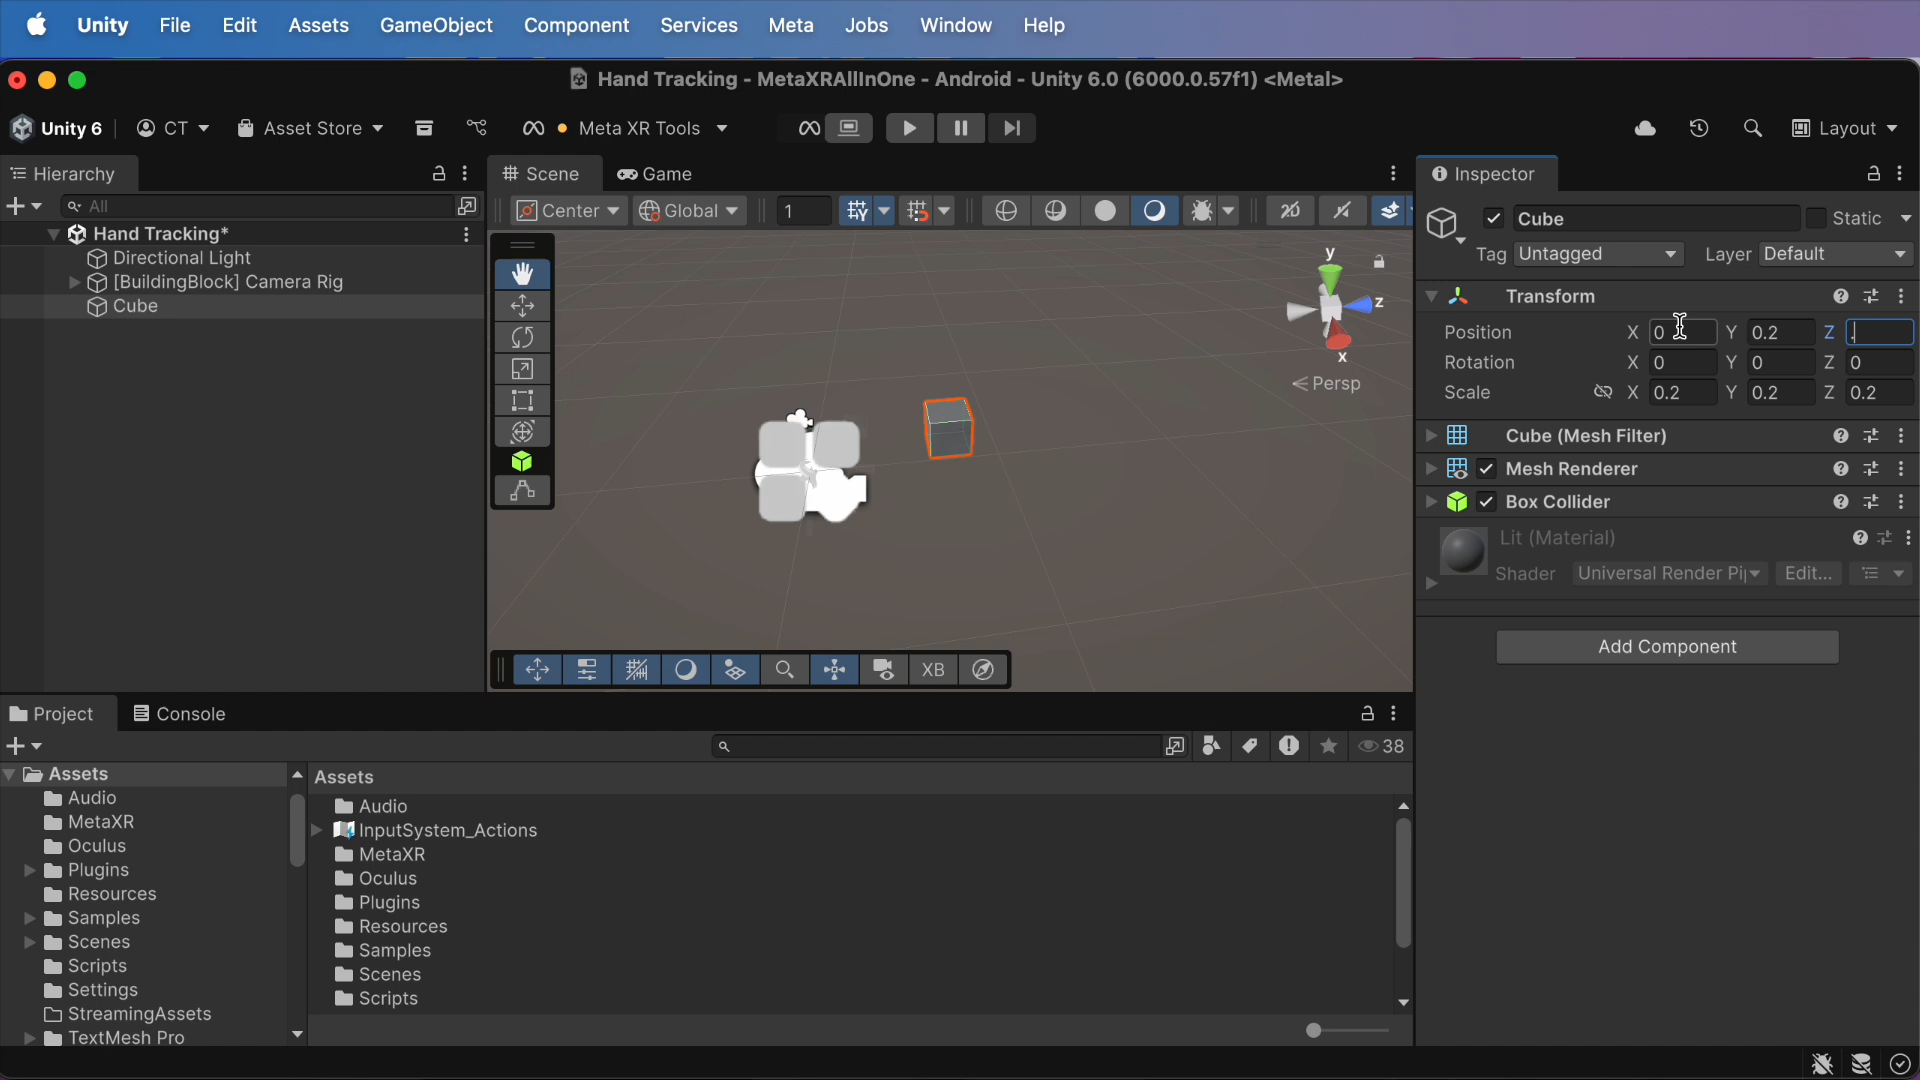 Unity File Edit Assets GameObject Component Services Meta Jobs Window Help
Hand Tracking - MetaXRAllInOne - Android - Unity 6.0 (6000.0.57f1) <Metal>
Unity 6 CT Asset Store Meta XR Tools Layout
Hierarchy
All
Hand Tracking*
Directional Light
[BuildingBlock] Camera Rig
Cube
Scene Game
Center Global 1 2D
y
z
x
Persp
XB
Inspector
Cube Static
Tag Untagged Layer Default
Transform
Position X 0 Y 0.2 Z .
Rotation X 0 Y 0 Z 0
Scale X 0.2 Y 0.2 Z 0.2
Cube (Mesh Filter)
Mesh Renderer
Box Collider
Lit (Material)
Shader Universal Render Pi Edit...
Add Component
Project Console
38
Assets
Audio
MetaXR
Oculus
Plugins
Resources
Samples
Scenes
Scripts
Settings
StreamingAssets
TextMesh Pro
Assets
Audio
InputSystem_Actions
MetaXR
Oculus
Plugins
Resources
Samples
Scenes
Scripts